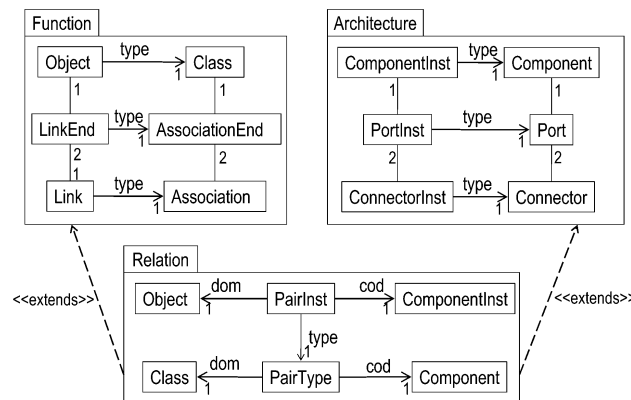 Function
Architecture
Object type 1 Class
ComponentInst type 1 Component
1 1
1 1
LinkEnd type 1 AssociationEnd
PortInst type 1 Port
2 2
2 2
1
Link type 1 Association
ConnectorInst type 1 Connector
Relation
<<extends>>
<<extends>>
Object 1 dom PairInst cod 1 ComponentInst
type
1
Class 1 dom PairType cod 1 Component